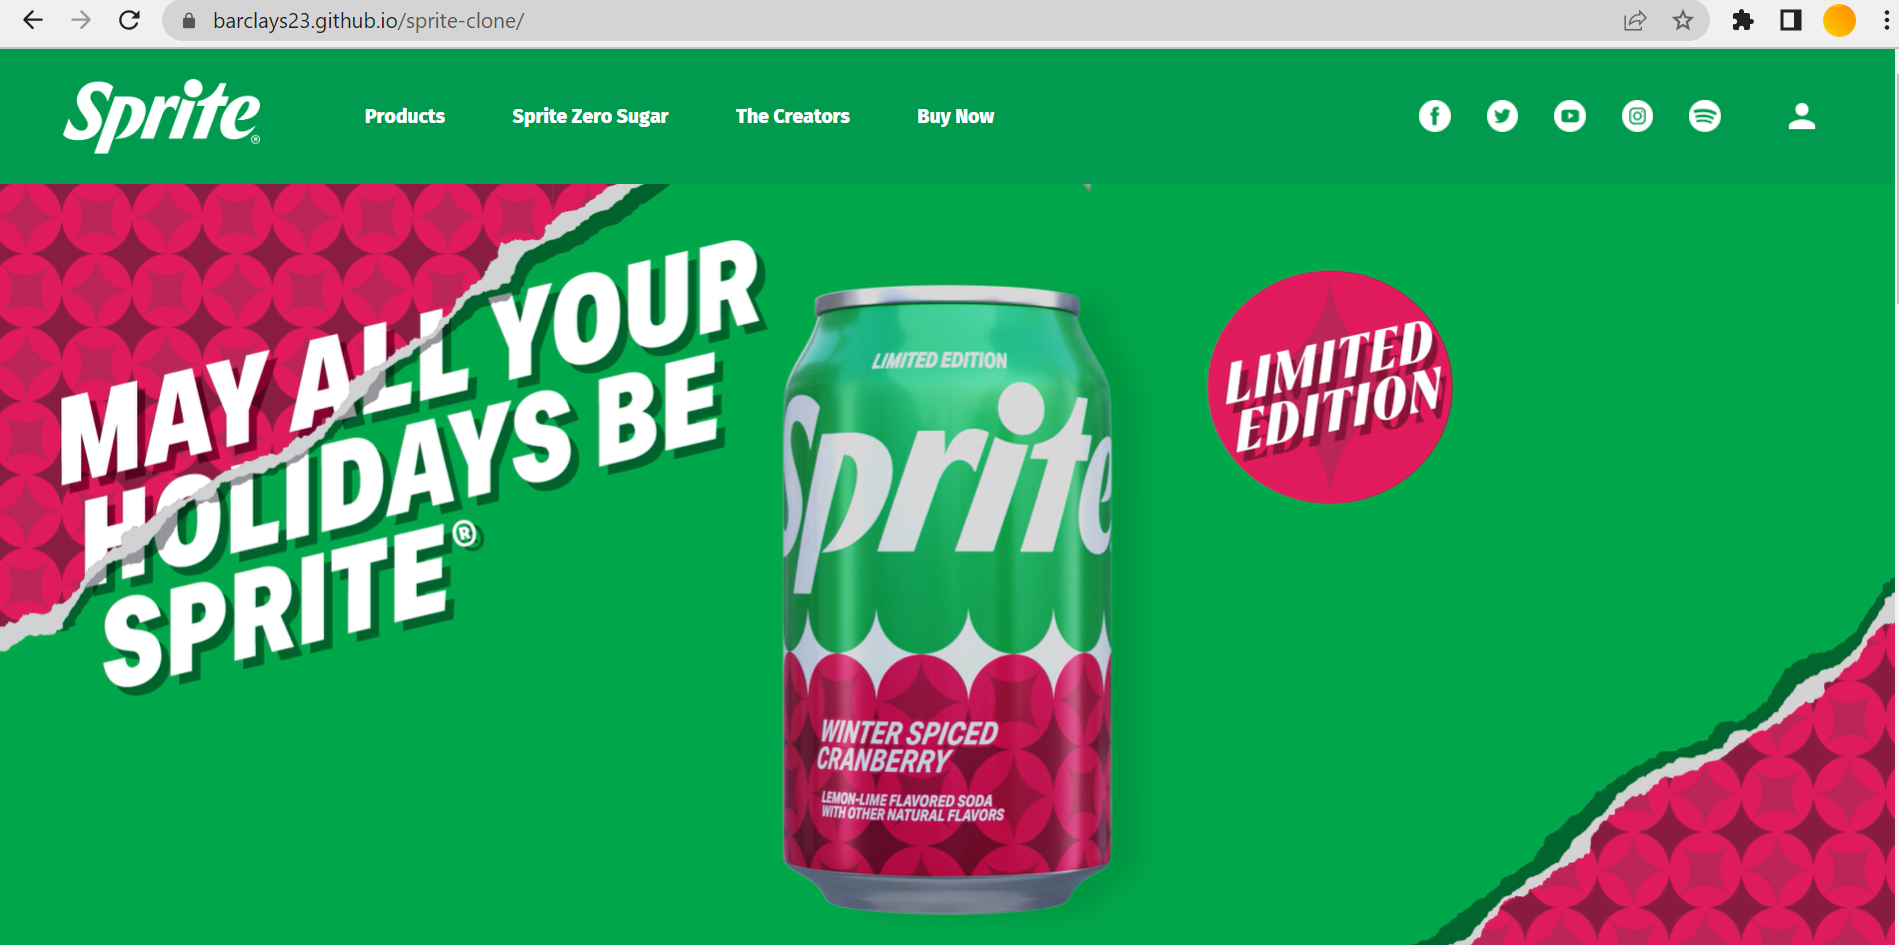 barclays23.github.io/sprite-clone/
Sprite®
Products
Sprite Zero Sugar
The Creators
Buy Now
MAY ALL YOUR
HOLIDAYS BE
SPRITE®
LIMITED EDITION
Sprite
WINTER SPICED
CRANBERRY
LEMON-LIME FLAVORED SODA
WITH OTHER NATURAL FLAVORS
LIMITED
EDITION